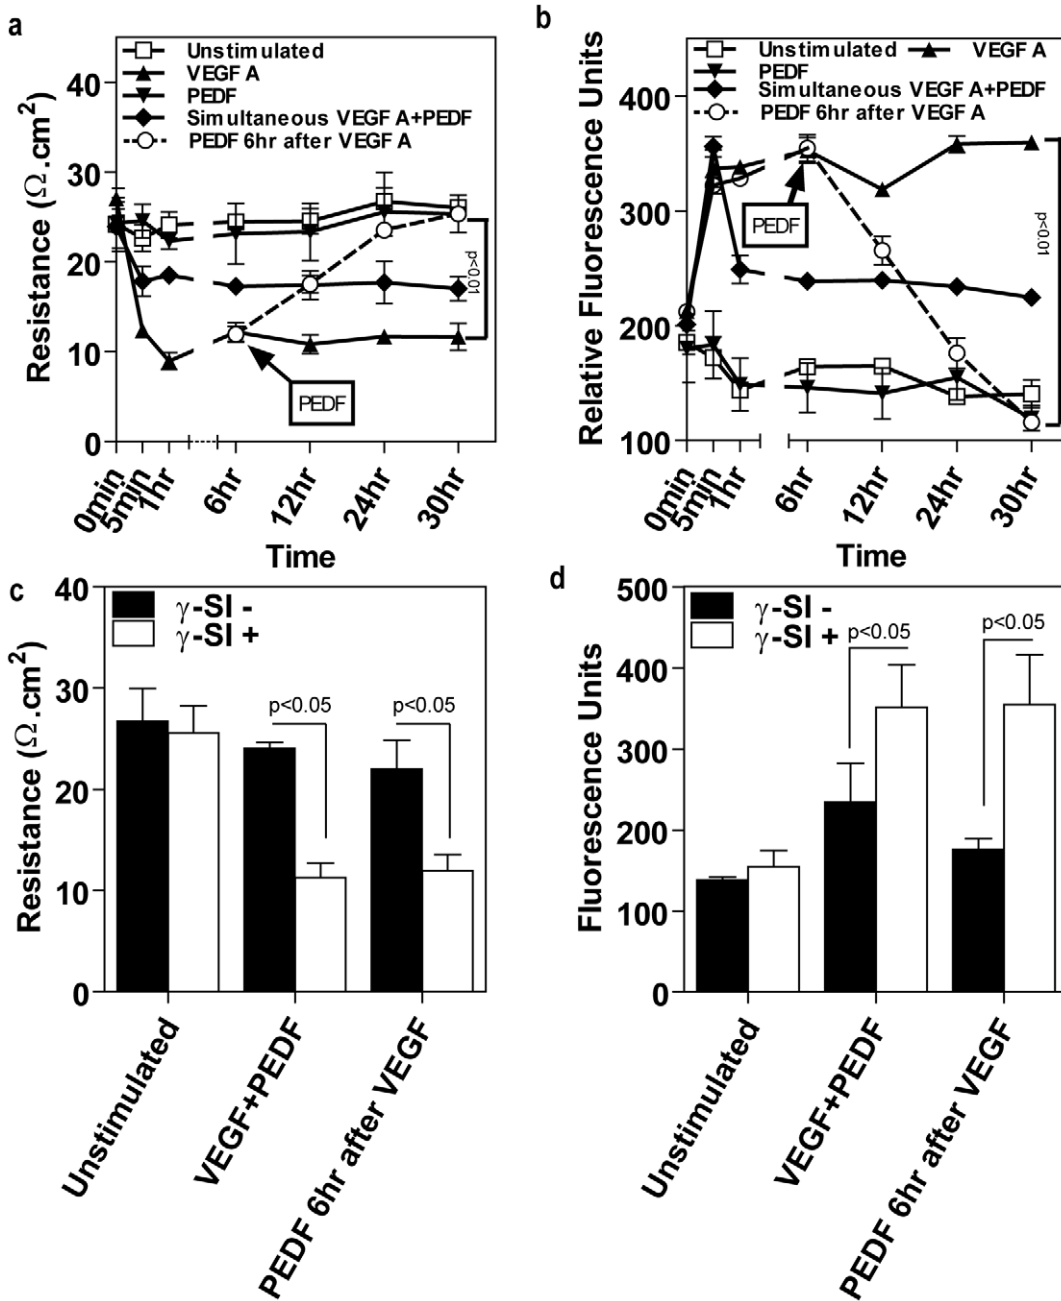 a
Resistance (Ω.cm²)
Unstimulated
VEGF A
PEDF
Simultaneous VEGF A+PEDF
PEDF 6hr after VEGF A
40
30
20
10
0
p<0.01
PEDF
0min
5min
1hr
6hr
12hr
24hr
30hr
Time
b
Relative Fluorescence Units
Unstimulated
VEGF A
PEDF
Simultaneous VEGF A+PEDF
PEDF 6hr after VEGF A
400
300
200
100
PEDF
p<0.01
0min
5min
1hr
6hr
12hr
24hr
30hr
Time
c
Resistance (Ω.cm²)
γ-SI -
γ-SI +
40
30
20
10
0
p<0.05
p<0.05
Unstimulated
VEGF+PEDF
PEDF 6hr after VEGF
d
Fluorescence Units
γ-SI -
γ-SI +
500
400
300
200
100
0
p<0.05
p<0.05
Unstimulated
VEGF+PEDF
PEDF 6hr after VEGF